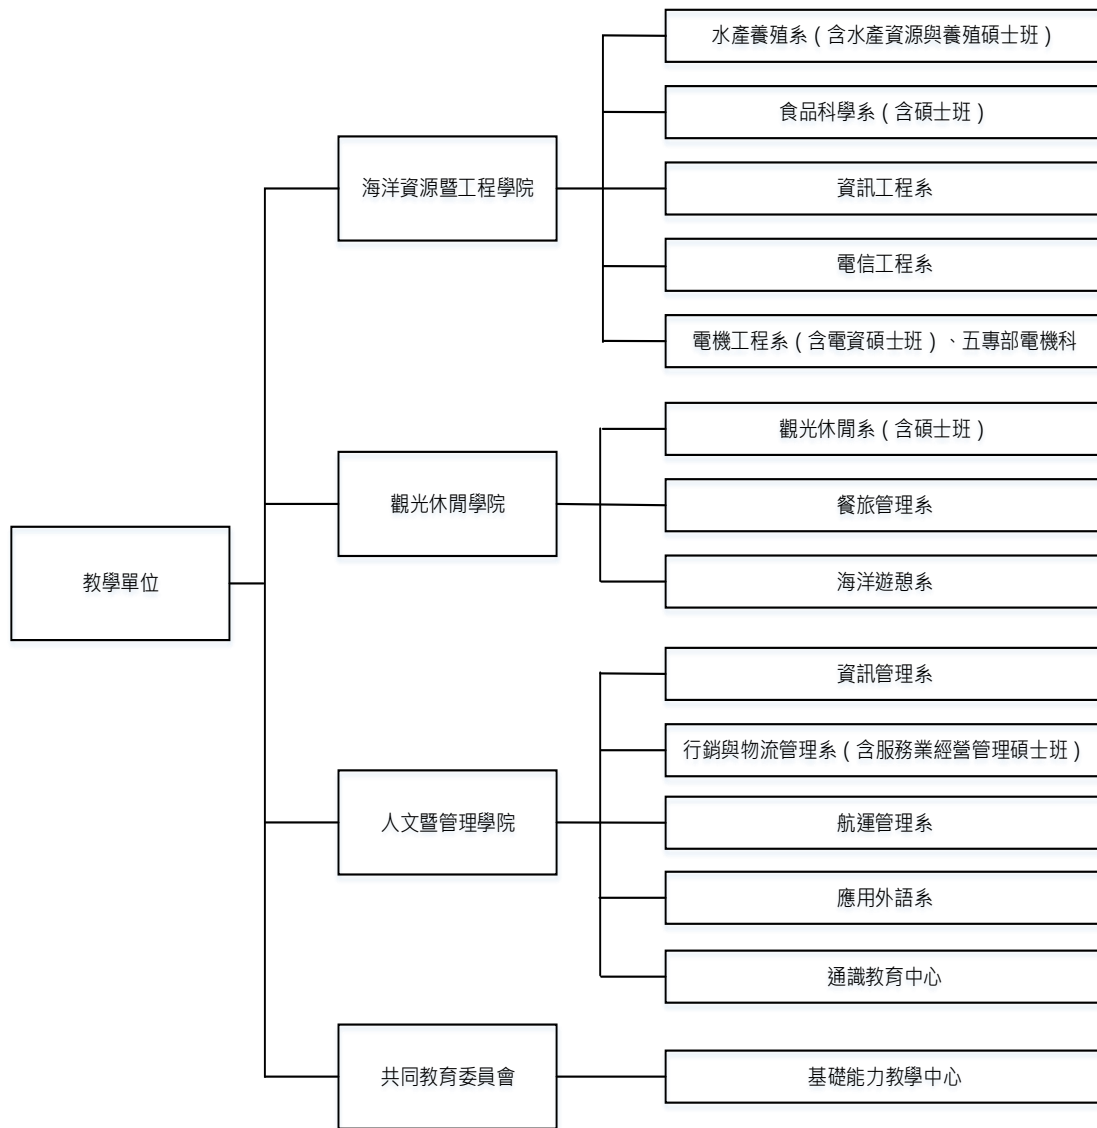 教學單位
海洋資源暨工程學院
水產養殖系 ( 含水產資源與養殖碩士班 )
食品科學系 ( 含碩士班 )
資訊工程系
電信工程系
電機工程系 ( 含電資碩士班 ) 、五專部電機科
觀光休閒學院
觀光休閒系 ( 含碩士班 )
餐旅管理系
海洋遊憩系
人文暨管理學院
資訊管理系
行銷與物流管理系 ( 含服務業經營管理碩士班 )
航運管理系
應用外語系
通識教育中心
共同教育委員會
基礎能力教學中心